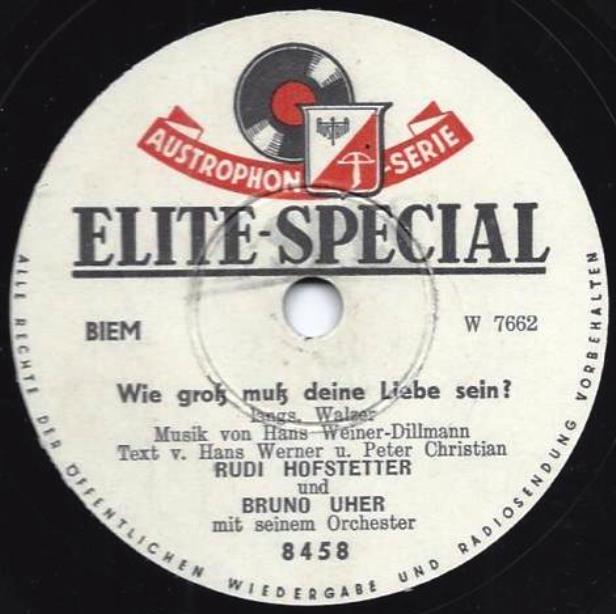 AUSTROPHON-SERIE
ELITE-SPECIAL
BIEM
W 7662
Wie groß muß deine Liebe sein?
langs. Walzer
Musik von Hans Weiner-Dillmann
Text v. Hans Werner u. Peter Christian
RUDI HOFSTETTER
und
BRUNO UHER
mit seinem Orchester
8458
ALLE RECHTE DER ÖFFENTLICHEN WIEDERGABE UND RADIOSENDUNG VORBEHALTEN